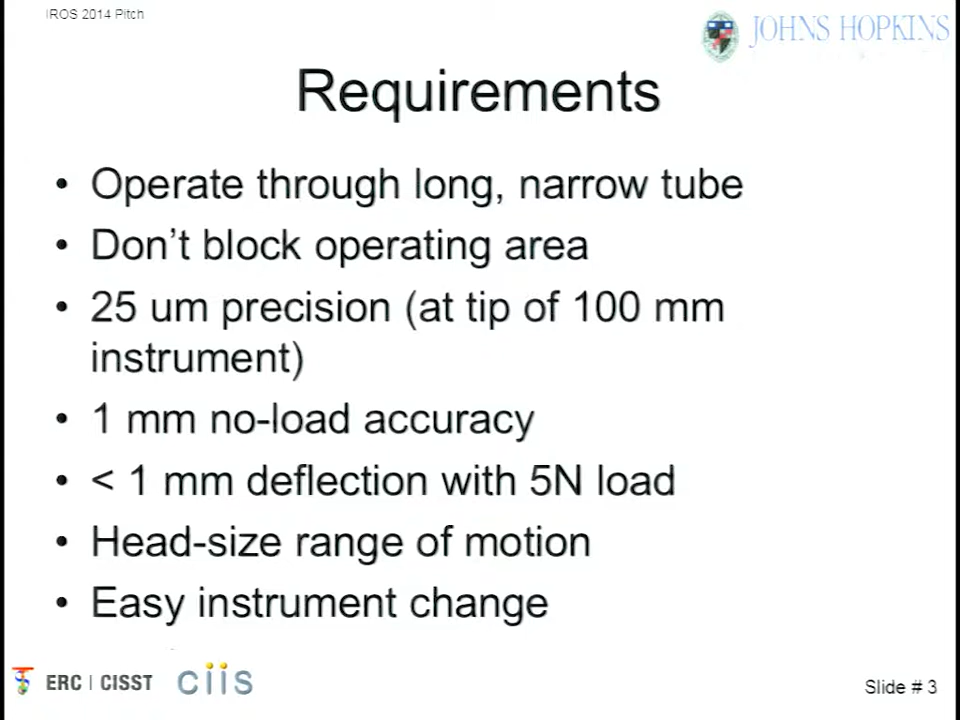 IROS 2014 Pitch
JOHNS HOPKINS
Requirements
• Operate through long, narrow tube
• Don't block operating area
• 25 um precision (at tip of 100 mm
instrument)
• 1 mm no-load accuracy
• < 1 mm deflection with 5N load
• Head-size range of motion
• Easy instrument change
ERC | CISST ciis
Slide # 3